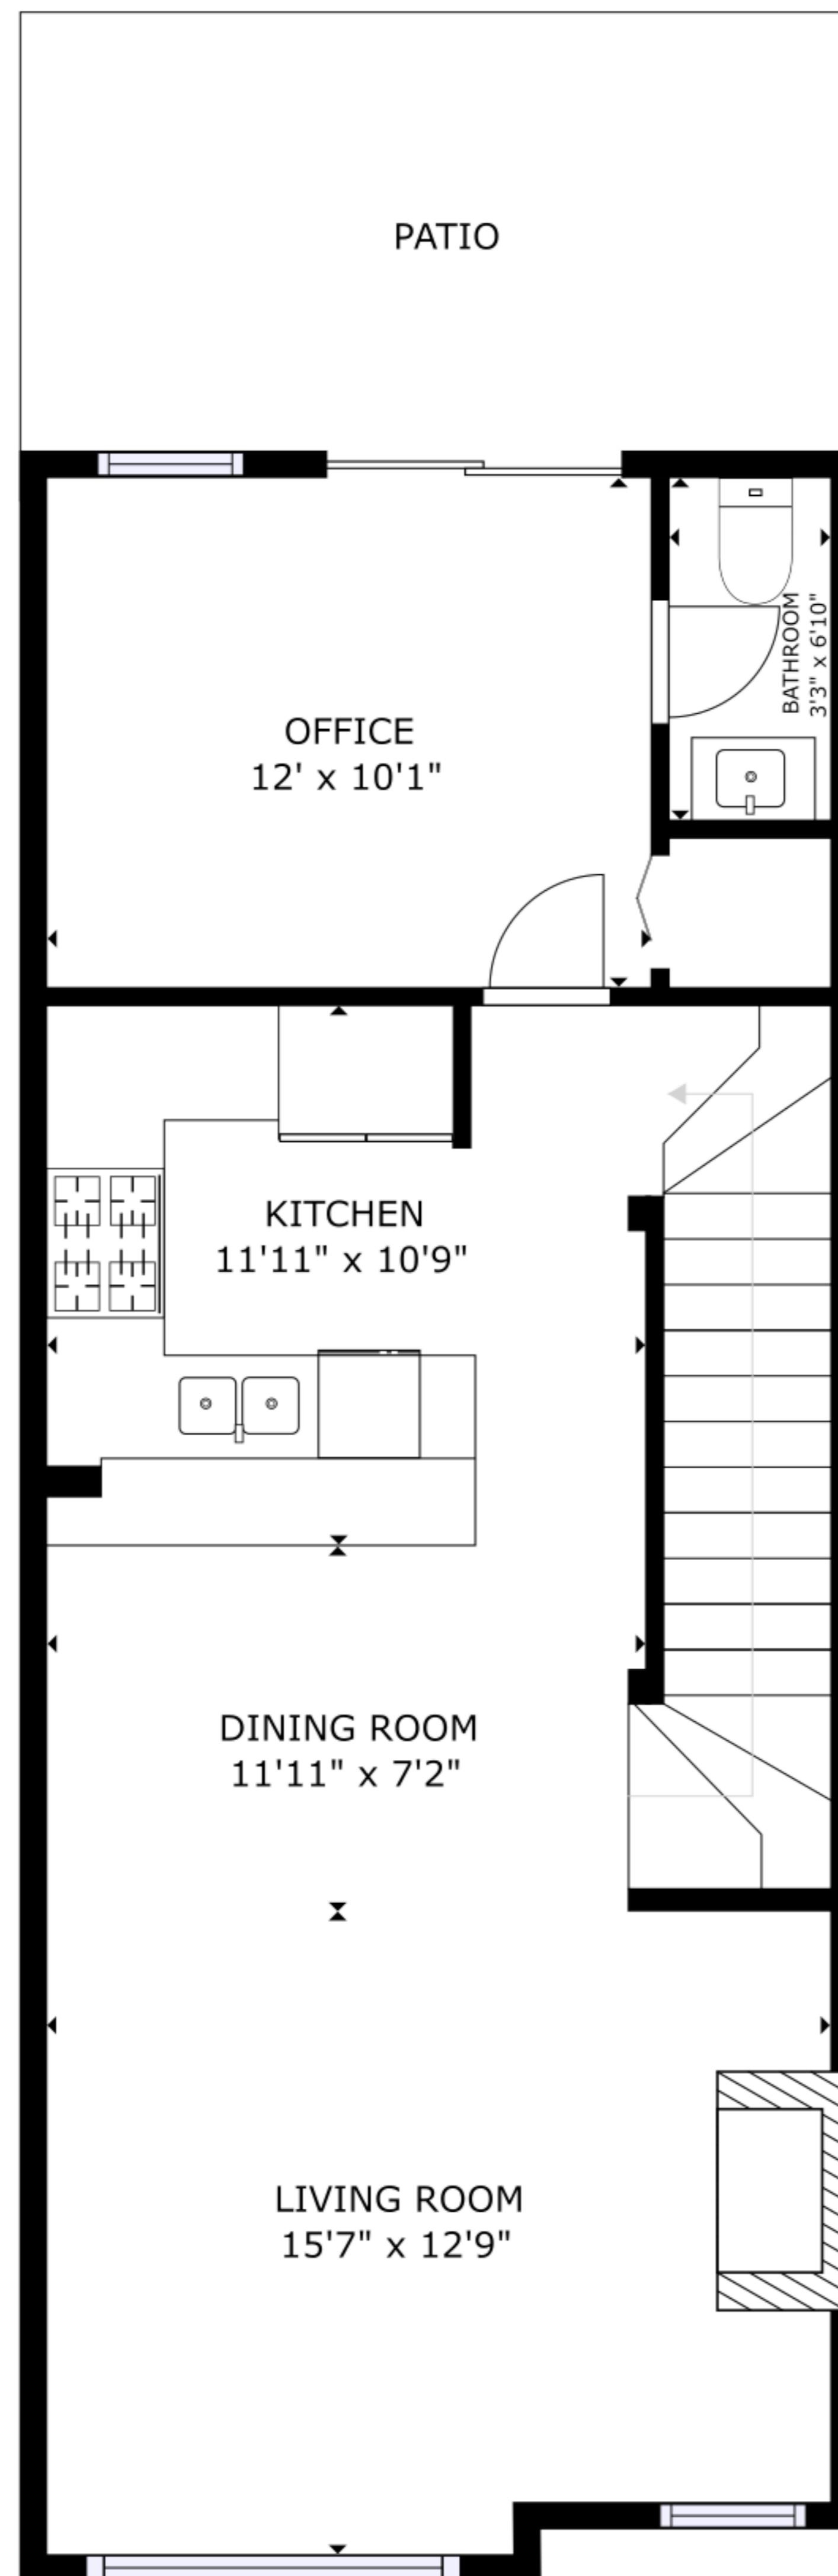 PATIO
BATHROOM
3'3" x 6'10"
OFFICE
12' x 10'1"
KITCHEN
11'11" x 10'9"
DINING ROOM
11'11" x 7'2"
LIVING ROOM
15'7" x 12'9"